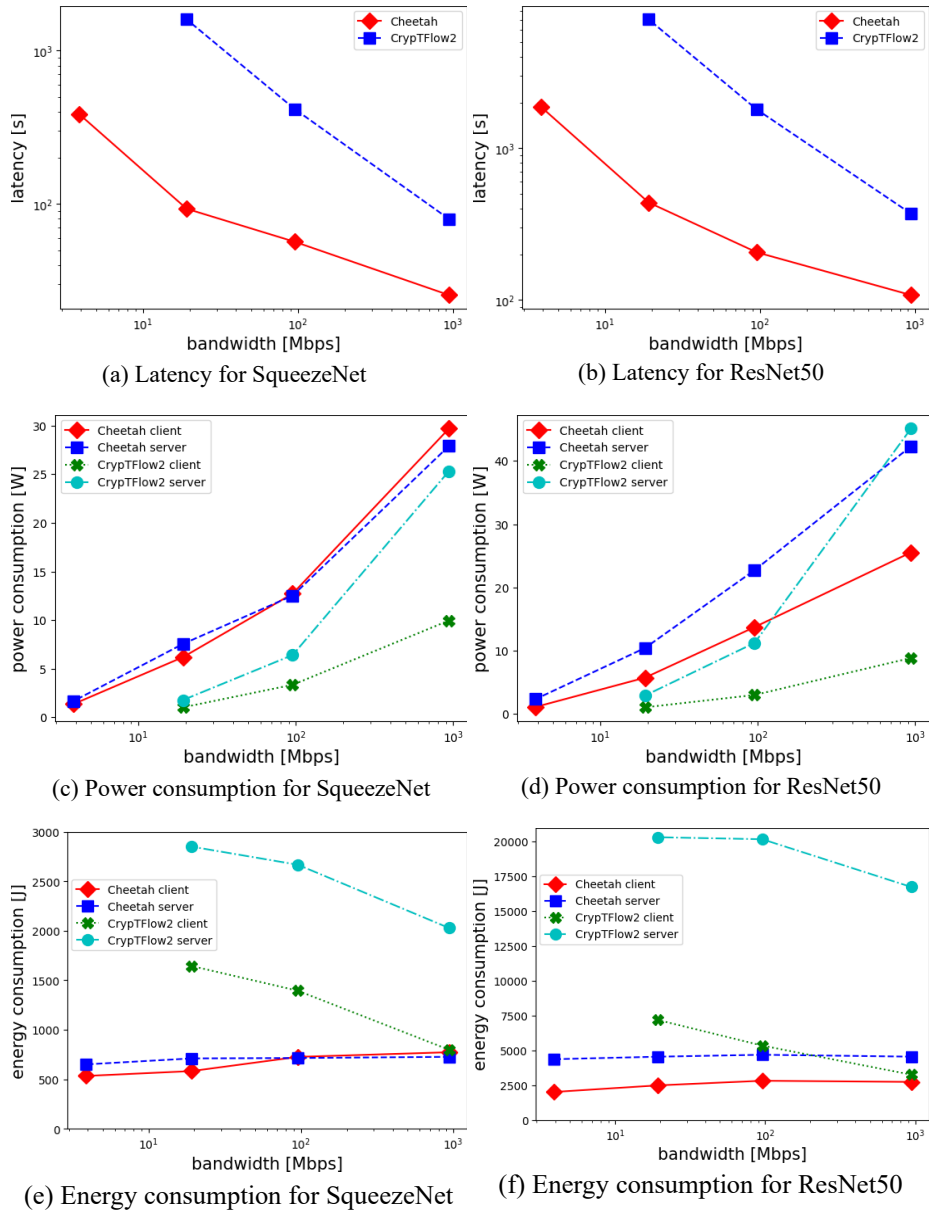 Cheetah
CrypTFlow2
10³
10²
latency [s]
10¹ 10² 10³
bandwidth [Mbps]
(a) Latency for SqueezeNet
Cheetah
CrypTFlow2
10³
10²
latency [s]
10¹ 10² 10³
bandwidth [Mbps]
(b) Latency for ResNet50
Cheetah client
Cheetah server
CrypTFlow2 client
CrypTFlow2 server
30
25
20
15
10
5
0
power consumption [W]
10¹ 10² 10³
bandwidth [Mbps]
(c) Power consumption for SqueezeNet
Cheetah client
Cheetah server
CrypTFlow2 client
CrypTFlow2 server
40
30
20
10
0
power consumption [W]
10¹ 10² 10³
bandwidth [Mbps]
(d) Power consumption for ResNet50
3000
2500
2000
1500
1000
500
0
energy consumption [J]
Cheetah client
Cheetah server
CrypTFlow2 client
CrypTFlow2 server
10¹ 10² 10³
bandwidth [Mbps]
(e) Energy consumption for SqueezeNet
20000
17500
15000
12500
10000
7500
5000
2500
0
energy consumption [J]
Cheetah client
Cheetah server
CrypTFlow2 client
CrypTFlow2 server
10¹ 10² 10³
bandwidth [Mbps]
(f) Energy consumption for ResNet50